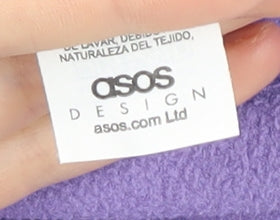 DE LAVAR, DEBIDO
NATURALEZA DEL TEJIDO,
asos
DESIGN
asos.com Ltd